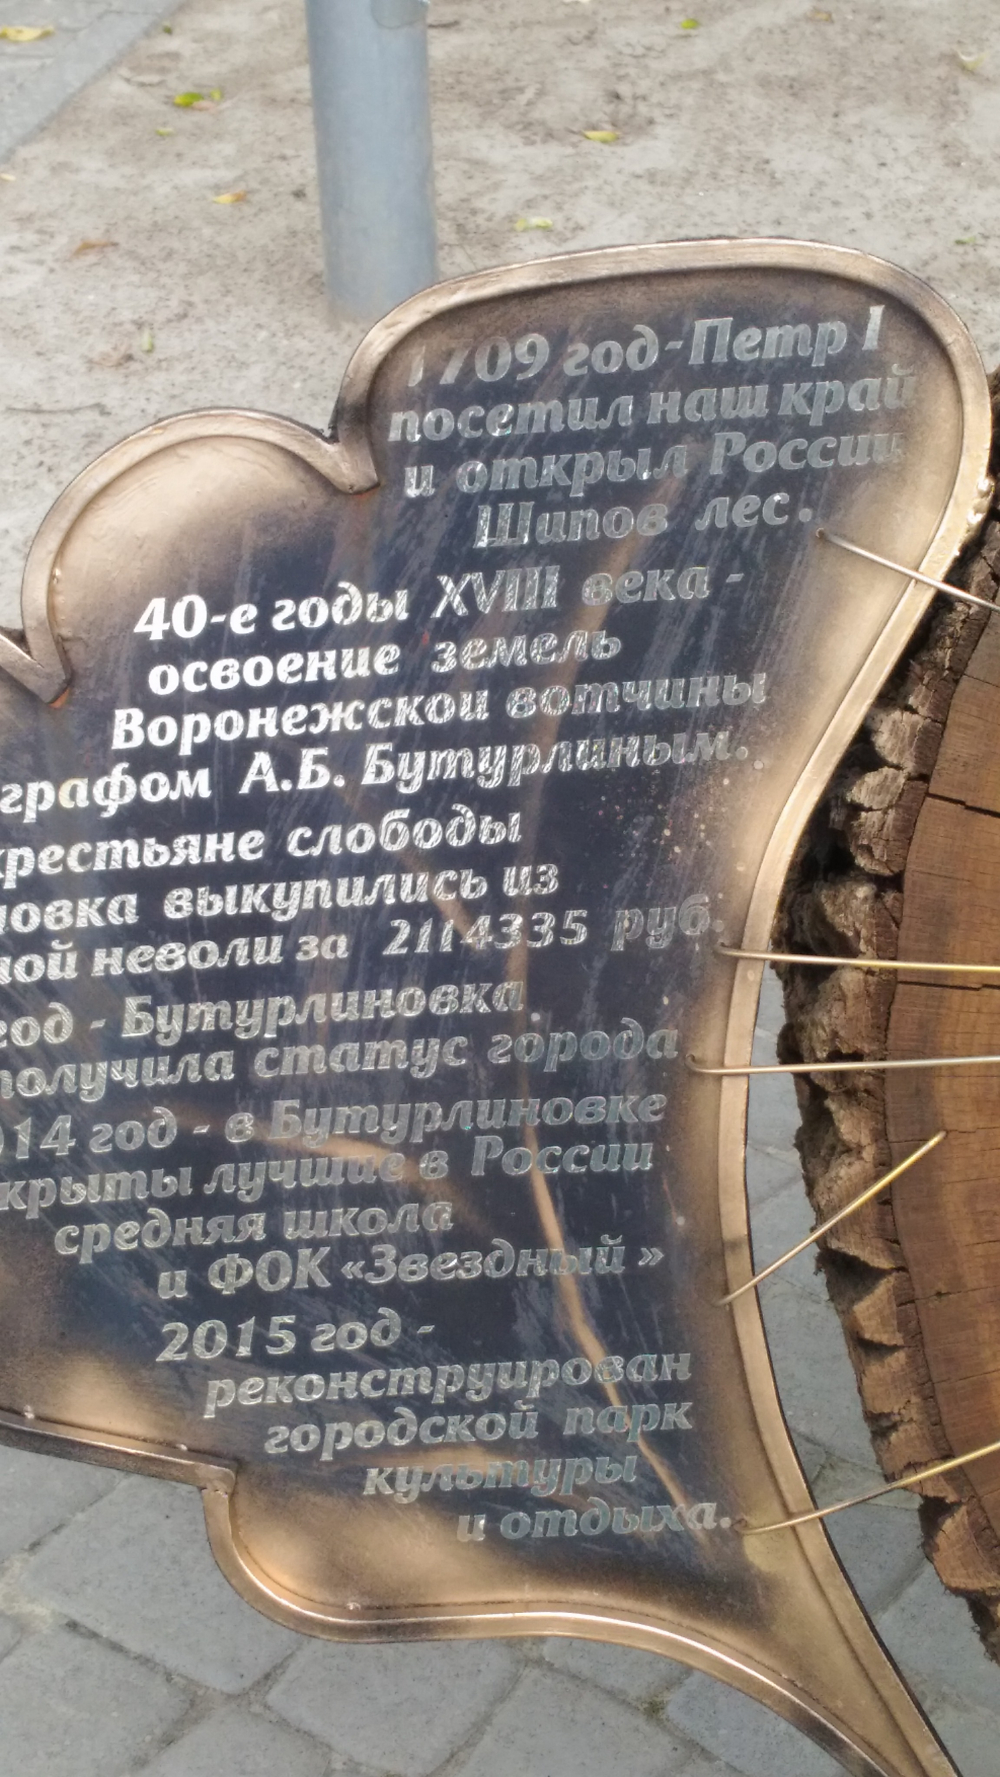 1709 год-Петр I
посетил наш край
и открыл России
Шипов лес.
40-е годы XVIII века -
освоение земель
Воронежской вотчины
графом А.Б. Бутурлиным.
крестьяне слободы
новка выкупились из
ной неволи за 2114335 руб.
год - Бутурлиновка
получила статус города
014 год - в Бутурлиновке
крыты лучшие в России
средняя школа
и ФОК «Звездный»
2015 год -
реконструирован
городской парк
культуры
и отдыха.